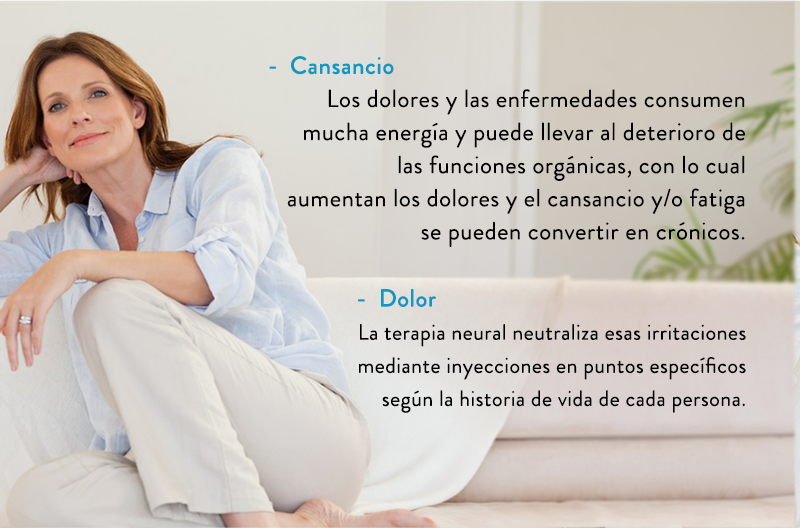 - Cansancio
Los dolores y las enfermedades consumen
mucha energía y puede llevar al deterioro de
las funciones orgánicas, con lo cual
aumentan los dolores y el cansancio y/o fatiga
se pueden convertir en crónicos.
- Dolor
La terapia neural neutraliza esas irritaciones
mediante inyecciones en puntos específicos
según la historia de vida de cada persona.